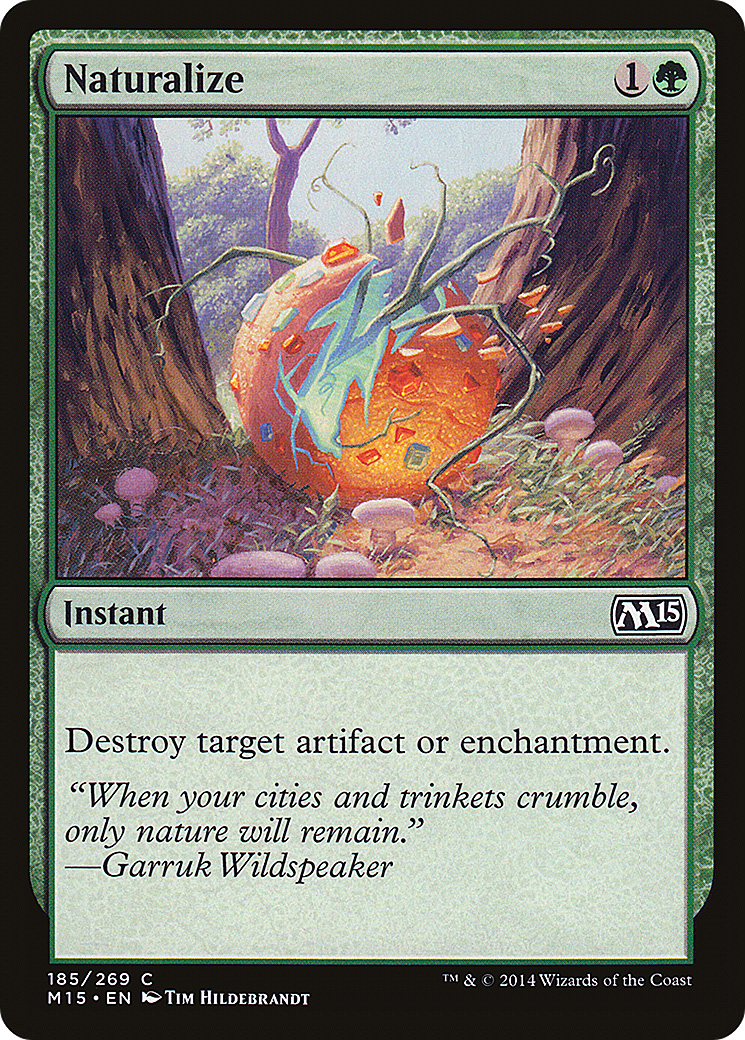 Naturalize 1
Instant M15
Destroy target artifact or enchantment.
“When your cities and trinkets crumble,
only nature will remain.”
—Garruk Wildspeaker
185/269 C ™ & © 2014 Wizards of the Coast
M15 • EN Tim Hildebrandt